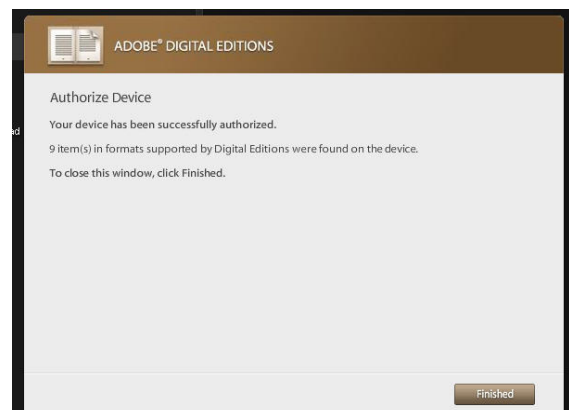 ADOBE® DIGITAL EDITIONS
Authorize Device
Your device has been successfully authorized.
9 item(s) in formats supported by Digital Editions were found on the device.
To close this window, click Finished.
Finished